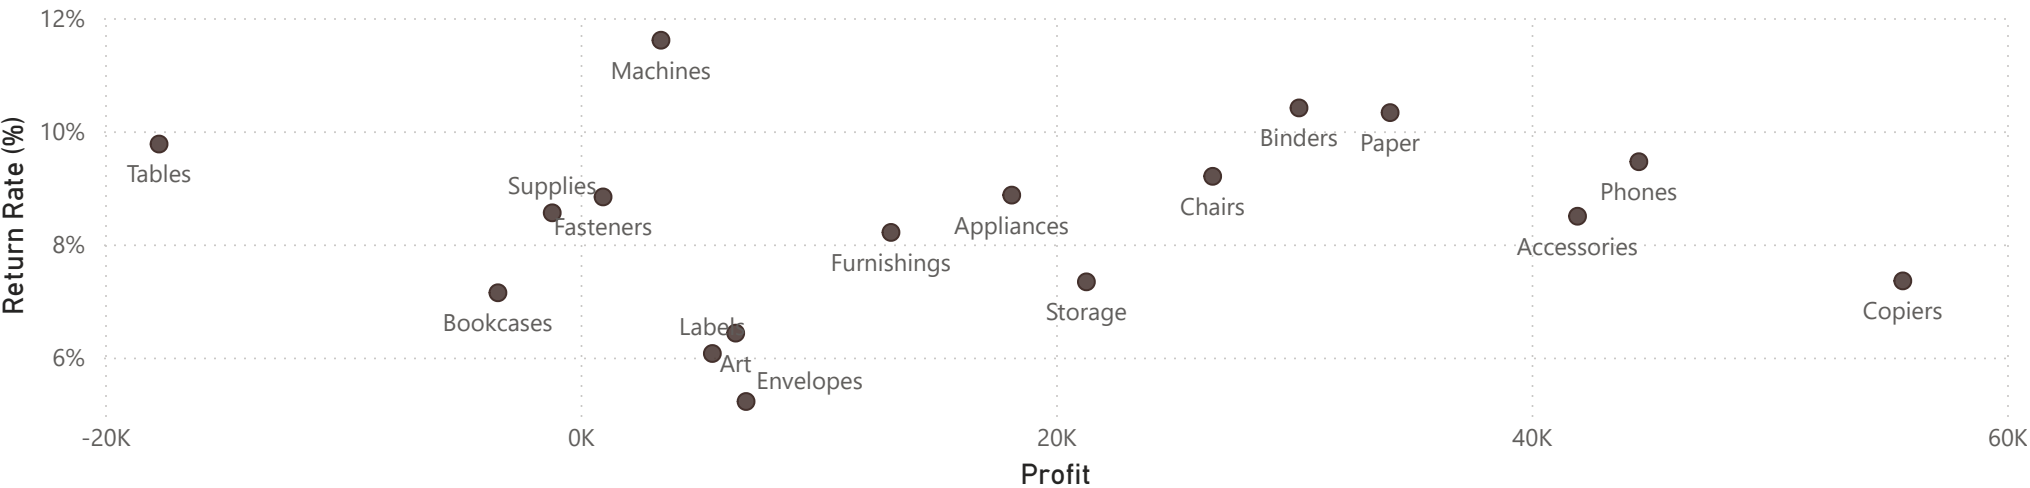 12%
10%
8%
6%
Return Rate (%)
Machines
Binders
Paper
Tables
Phones
Supplies
Fasteners
Chairs
Appliances
Accessories
Furnishings
Bookcases
Storage
Copiers
Labels
Art
Envelopes
-20K
0K
20K
40K
60K
Profit